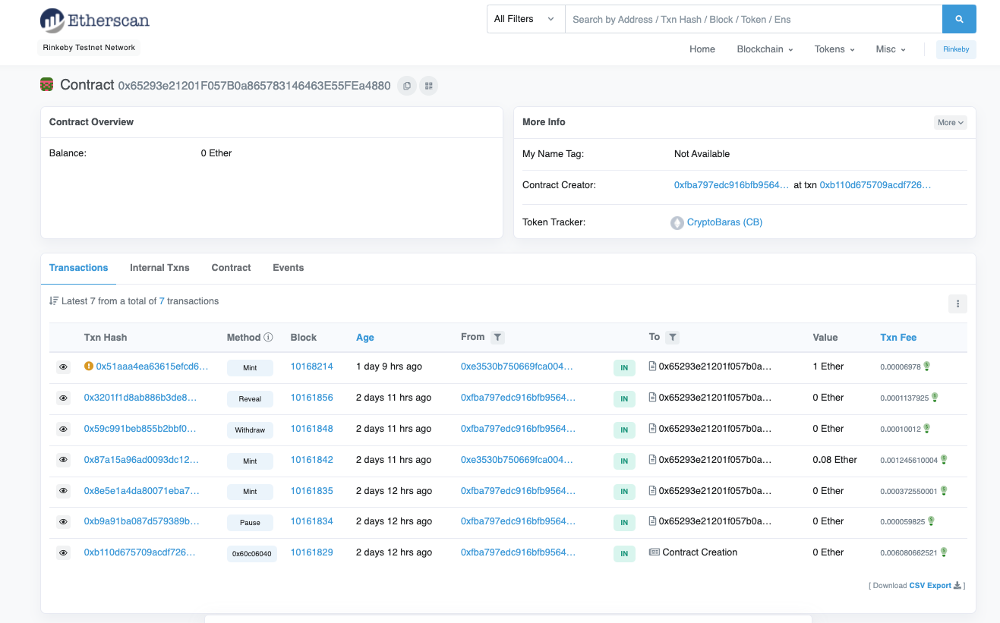 Etherscan
All Filters
Search by Address / Txn Hash / Block / Token / Ens
Rinkeby Testnet Network
Home Blockchain Tokens Misc Rinkeby
Contract 0x65293e21201F057B0a865783146463E55FEa4880
Contract Overview
Balance: 0 Ether
More Info
More
My Name Tag: Not Available
Contract Creator: 0xfba797edc916bfb9564... at txn 0xb110d675709acdf726...
Token Tracker: CryptoBaras (CB)
Transactions Internal Txns Contract Events
Latest 7 from a total of 7 transactions
Txn Hash Method Block Age From To Value Txn Fee
0x51aaa4ea63615efcd6... Mint 10168214 1 day 9 hrs ago 0xe3530b750669fca004... IN 0x65293e21201f057b0a... 1 Ether 0.00006978
0x3201f1d8ab886b3de8... Reveal 10161856 2 days 11 hrs ago 0xfba797edc916bfb9564... IN 0x65293e21201f057b0a... 0 Ether 0.0001137925
0x59c991beb855b2bbf0... Withdraw 10161848 2 days 11 hrs ago 0xfba797edc916bfb9564... IN 0x65293e21201f057b0a... 0 Ether 0.00010012
0x87a15a96ad0093dc12... Mint 10161842 2 days 11 hrs ago 0xe3530b750669fca004... IN 0x65293e21201f057b0a... 0.08 Ether 0.001245610004
0x8e5e1a4da80071eba7... Mint 10161835 2 days 12 hrs ago 0xfba797edc916bfb9564... IN 0x65293e21201f057b0a... 0 Ether 0.000372550001
0xb9a91ba087d579389b... Pause 10161834 2 days 12 hrs ago 0xfba797edc916bfb9564... IN 0x65293e21201f057b0a... 0 Ether 0.000059825
0xb110d675709acdf726... 0x60c06040 10161829 2 days 12 hrs ago 0xfba797edc916bfb9564... IN Contract Creation 0 Ether 0.006080662521
[ Download CSV Export ]